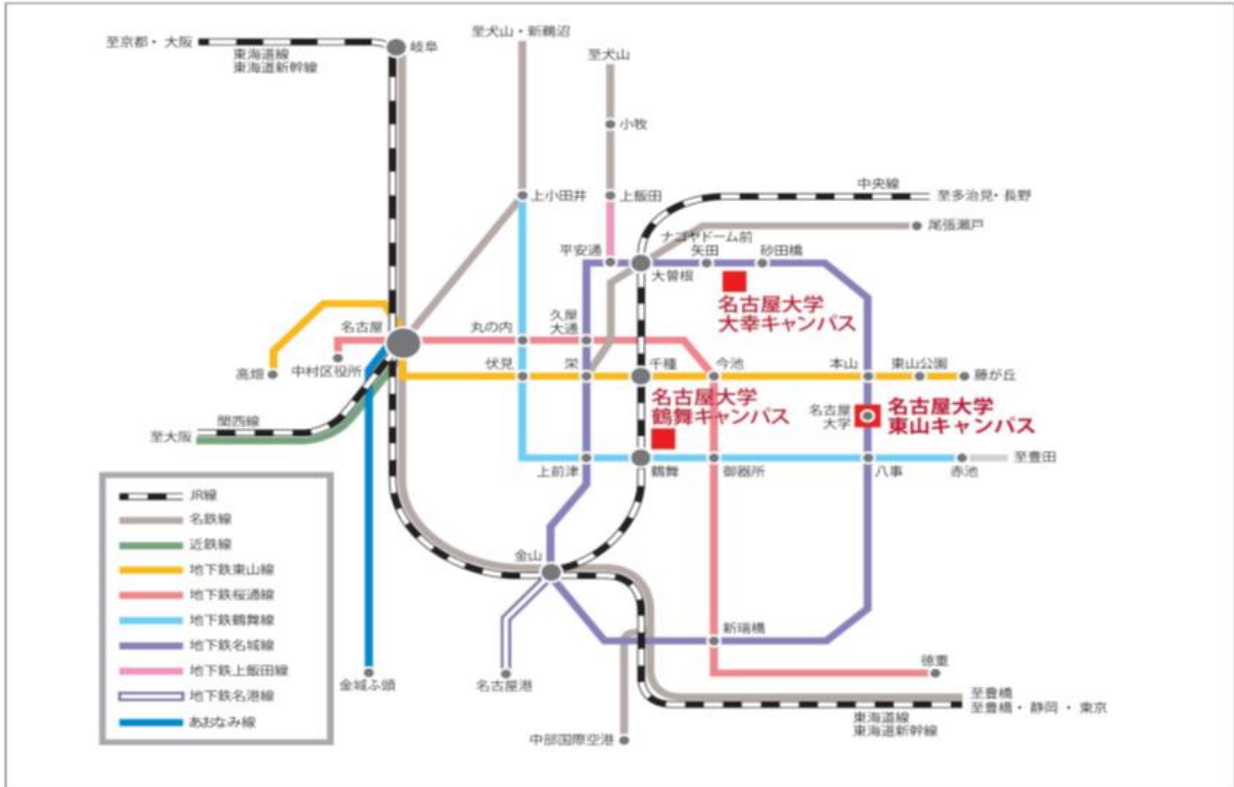 至京都・大阪
東海道線
東海道新幹線
岐阜
至犬山・新鵜沼
至犬山
小牧
上小田井
上飯田
中央線
至多治見・長野
尾張瀬戸
ナゴヤドーム前
平安通
矢田
砂田橋
大曽根
名古屋大学
大幸キャンパス
名古屋
丸の内
久屋
大通
中村区役所
高畑
伏見
栄
千種
今池
本山
東山公園
藤が丘
名古屋大学
鶴舞キャンパス
名古屋
大学
名古屋大学
東山キャンパス
関西線
至大阪
上前津
鶴舞
御器所
八事
赤池
至豊田
JR線
名鉄線
近鉄線
地下鉄東山線
地下鉄桜通線
地下鉄鶴舞線
地下鉄名城線
地下鉄上飯田線
地下鉄名港線
あおなみ線
金山
新瑞橋
金城ふ頭
名古屋港
徳重
中部国際空港
至豊橋
至豊橋・静岡・東京
東海道線
東海道新幹線